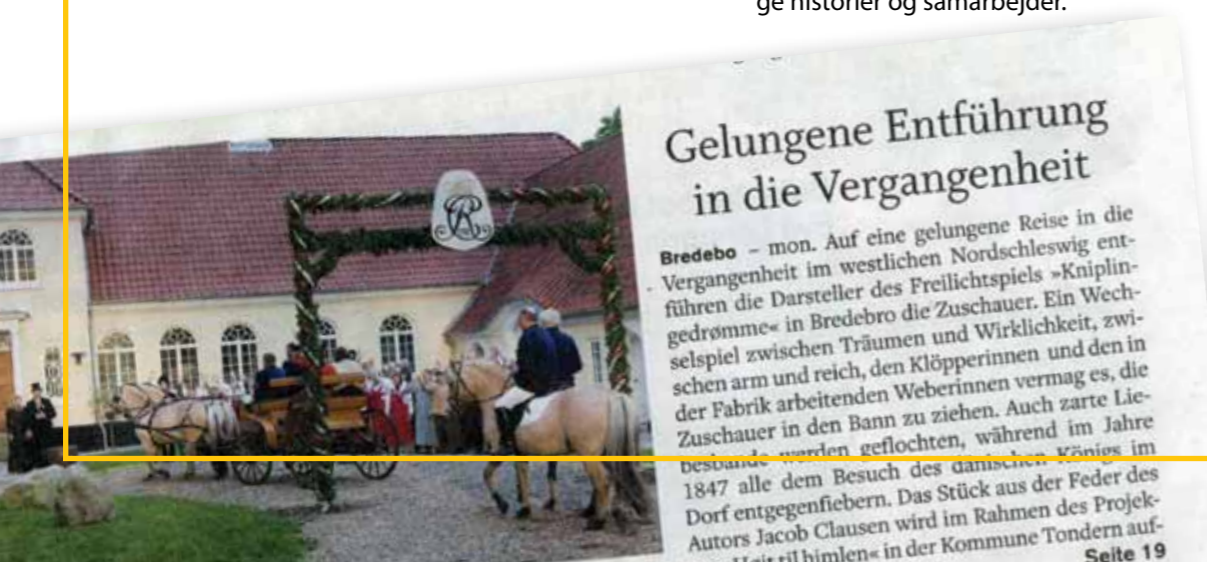 ge historier og samarbejder.
Gelungene Entführung
in die Vergangenheit
Bredebo – mon. Auf eine gelungene Reise in die
Vergangenheit im westlichen Nordschleswig ent-
führen die Darsteller des Freilichtspiels »Kniplin-
gedrømme« in Bredebro die Zuschauer. Ein Wech-
selspiel zwischen Träumen und Wirklichkeit, zwi-
schen arm und reich, den Klöpperinnen und den in
der Fabrik arbeitenden Weberinnen vermag es, die
Zuschauer in den Bann zu ziehen. Auch zarte Lie-
besbande werden geflochten, während im Jahre
1847 alle dem Besuch des dänischen Königs im
Dorf entgegenfiebern. Das Stück aus der Feder des
Autors Jacob Clausen wird im Rahmen des Projek-
til himlen« in der Kommune Tondern auf-
Seite 19